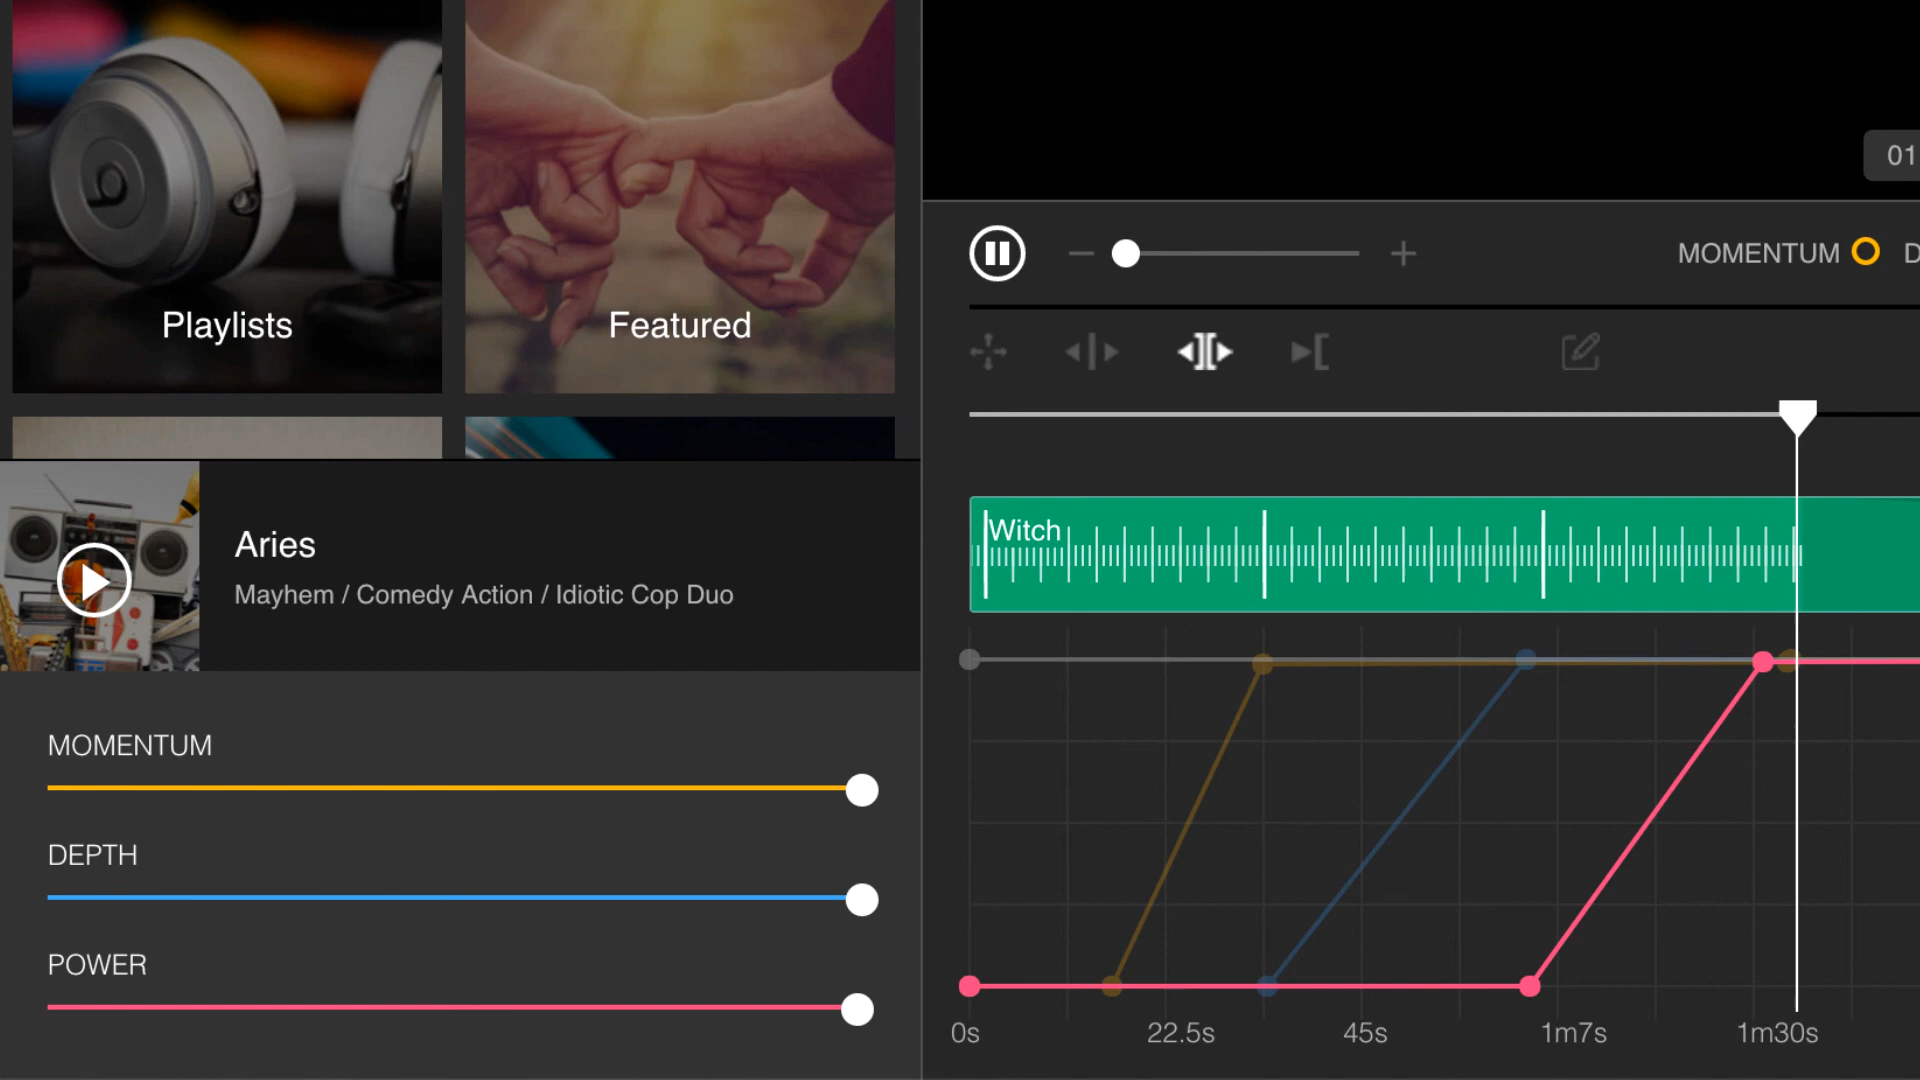 Playlists
Featured
Aries
Mayhem / Comedy Action / Idiotic Cop Duo
MOMENTUM
DEPTH
POWER
01
MOMENTUM D
Witch
0s 22.5s 45s 1m7s 1m30s